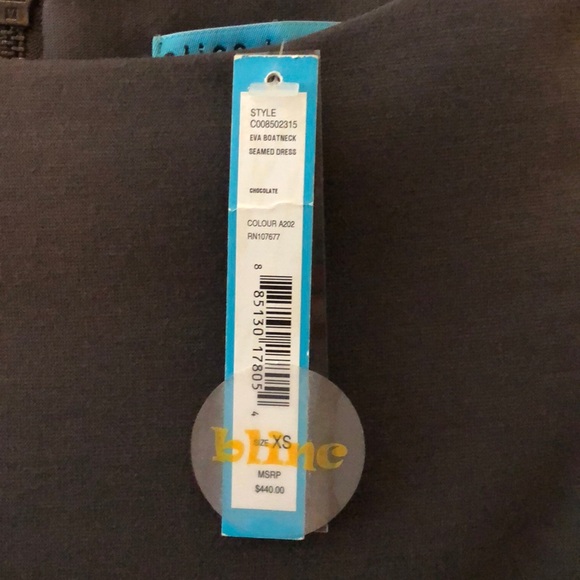 STYLE
C008502315
EVA BOATNECK
SEAMED DRESS
CHOCOLATE
COLOUR A202
RN107677
8 85130 17805 4
SIZE XS
blinc
MSRP
$440.00